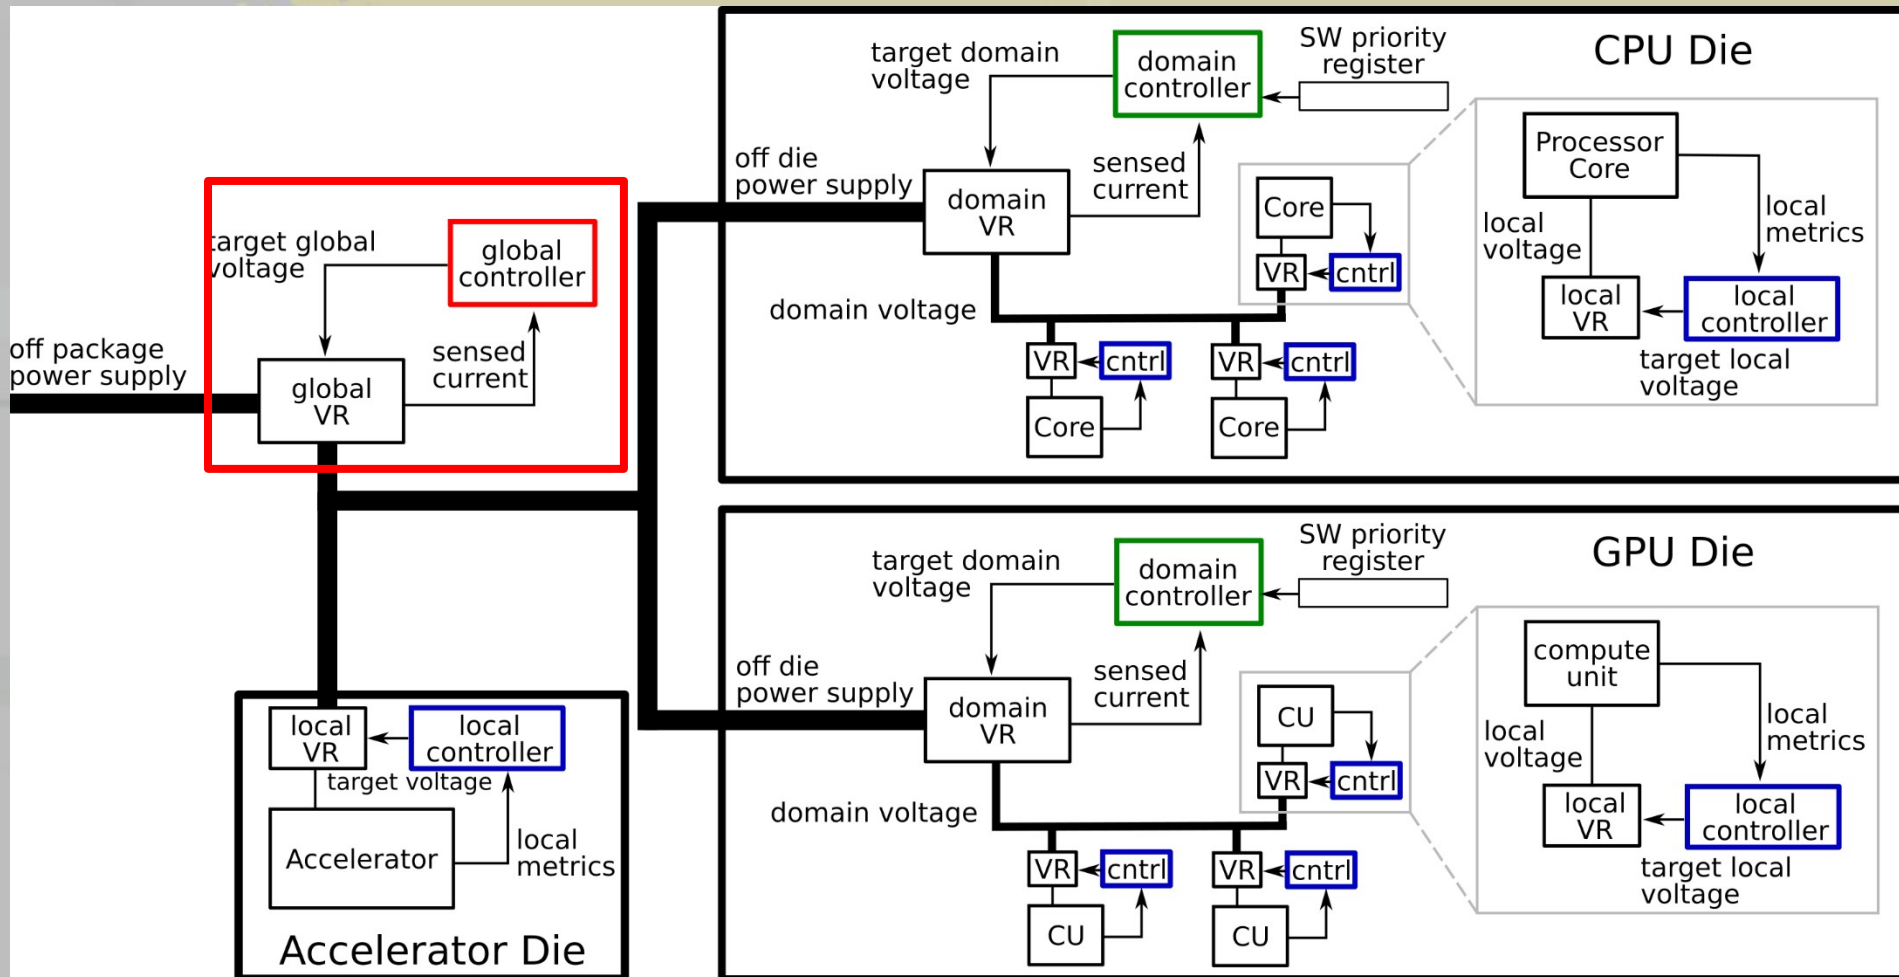 target global
voltage
global
controller
off package
power supply
global
VR
sensed
current
local
VR
local
controller
target voltage
Accelerator
local
metrics
Accelerator Die
CPU Die
target domain
voltage
domain
controller
SW priority
register
off die
power supply
domain
VR
sensed
current
domain voltage
Core
VR
cntrl
VR
cntrl
Core
VR
cntrl
Core
Processor
Core
local
voltage
local
metrics
local
VR
local
controller
target local
voltage
GPU Die
target domain
voltage
domain
controller
SW priority
register
off die
power supply
domain
VR
sensed
current
domain voltage
CU
VR
cntrl
VR
cntrl
CU
VR
cntrl
CU
compute
unit
local
voltage
local
metrics
local
VR
local
controller
target local
voltage